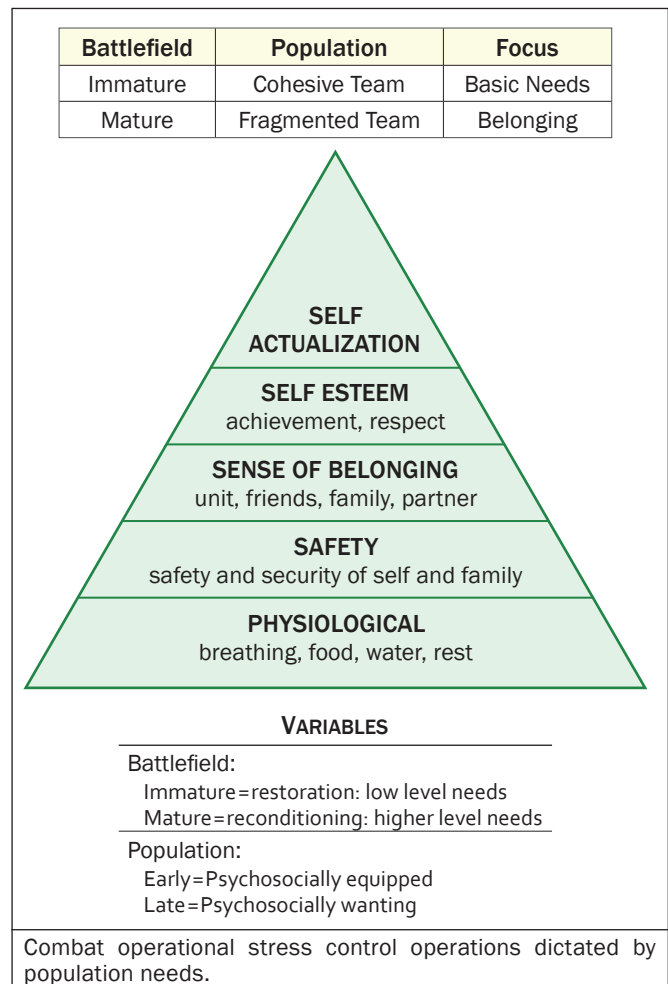 Battlefield Population Focus
Immature Cohesive Team Basic Needs
Mature Fragmented Team Belonging
SELF
ACTUALIZATION
SELF ESTEEM
achievement, respect
SENSE OF BELONGING
unit, friends, family, partner
SAFETY
safety and security of self and family
PHYSIOLOGICAL
breathing, food, water, rest
VARIABLES
Battlefield:
Immature=restoration: low level needs
Mature=reconditioning: higher level needs
Population:
Early=Psychosocially equipped
Late=Psychosocially wanting
Combat operational stress control operations dictated by
population needs.